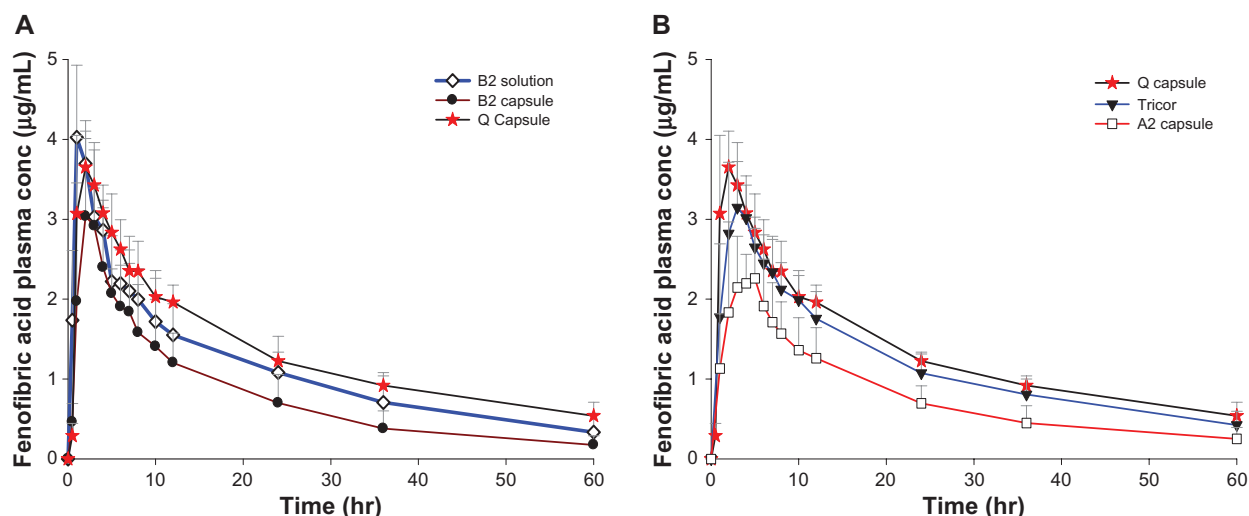 A
Fenofibric acid plasma conc (µg/mL)
5
4
3
2
1
0
0
10
20
30
40
50
60
Time (hr)
B2 solution
B2 capsule
Q Capsule
B
Fenofibric acid plasma conc (µg/mL)
5
4
3
2
1
0
0
10
20
30
40
50
60
Time (hr)
Q capsule
Tricor
A2 capsule